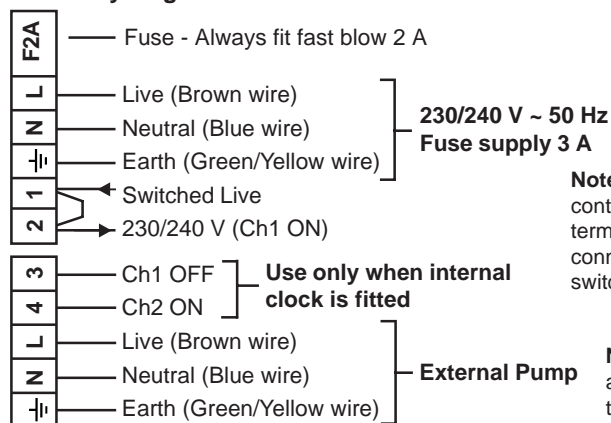 F2A
Fuse - Always fit fast blow 2 A
L
Live (Brown wire)
N
Neutral (Blue wire)
Earth (Green/Yellow wire)
230/240 V ~ 50 Hz
Fuse supply 3 A
1
Switched Live
2
230/240 V (Ch1 ON)
3
Ch1 OFF
4
Ch2 ON
Use only when internal
clock is fitted
L
Live (Brown wire)
N
Neutral (Blue wire)
Earth (Green/Yellow wire)
External Pump